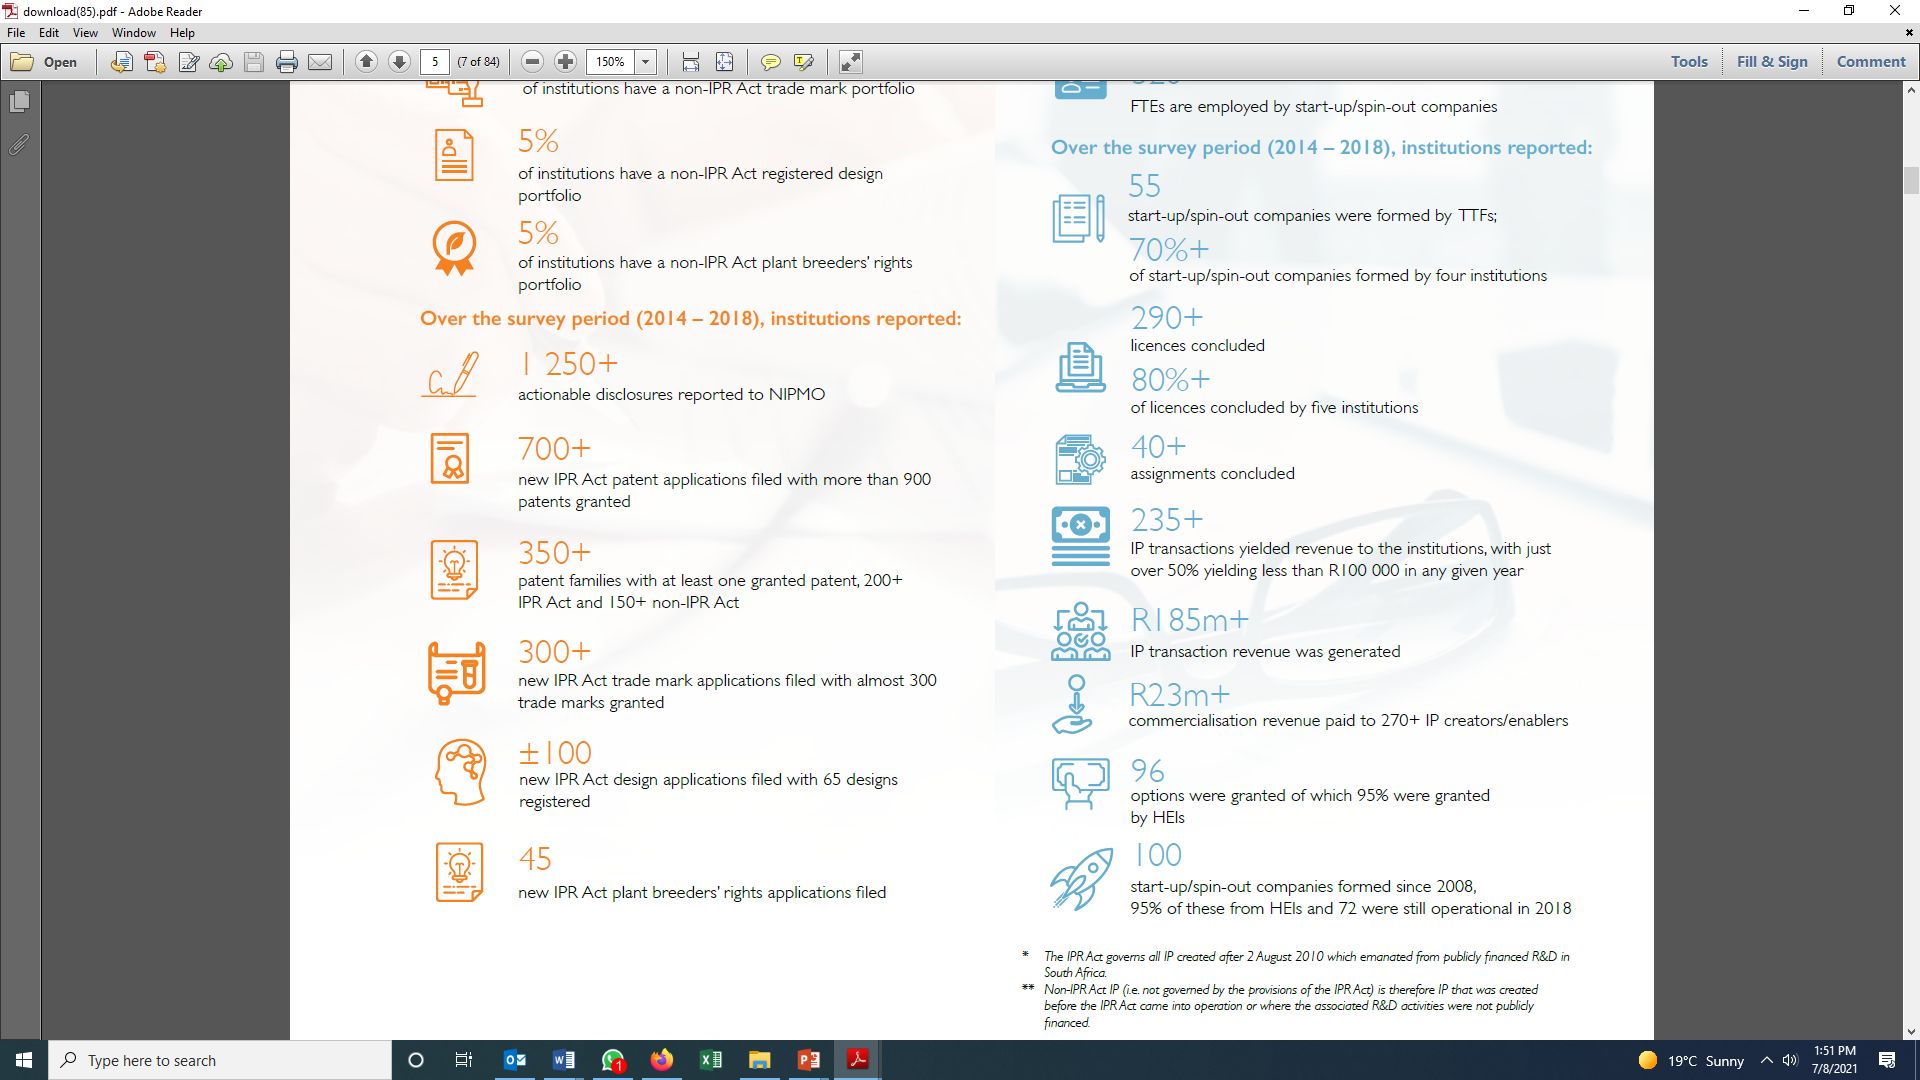 download(85).pdf - Adobe Reader
File Edit View Window Help
Open 5 (7 of 84) 150% Tools Fill & Sign Comment
of institutions have a non-IPR Act trade mark portfolio
5%
of institutions have a non-IPR Act registered design
portfolio
5%
of institutions have a non-IPR Act plant breeders' rights
portfolio
Over the survey period (2014 – 2018), institutions reported:
1 250+
actionable disclosures reported to NIPMO
700+
new IPR Act patent applications filed with more than 900
patents granted
350+
patent families with at least one granted patent, 200+
IPR Act and 150+ non-IPR Act
300+
new IPR Act trade mark applications filed with almost 300
trade marks granted
±100
new IPR Act design applications filed with 65 designs
registered
45
new IPR Act plant breeders' rights applications filed
FTEs are employed by start-up/spin-out companies
Over the survey period (2014 – 2018), institutions reported:
55
start-up/spin-out companies were formed by TTFs;
70%+
of start-up/spin-out companies formed by four institutions
290+
licences concluded
80%+
of licences concluded by five institutions
40+
assignments concluded
235+
IP transactions yielded revenue to the institutions, with just
over 50% yielding less than R100 000 in any given year
R185m+
IP transaction revenue was generated
R23m+
commercialisation revenue paid to 270+ IP creators/enablers
96
options were granted of which 95% were granted
by HEIs
100
start-up/spin-out companies formed since 2008,
95% of these from HEIs and 72 were still operational in 2018
* The IPR Act governs all IP created after 2 August 2010 which emanated from publicly financed R&D in
South Africa.
** Non-IPR Act IP (i.e. not governed by the provisions of the IPR Act) is therefore IP that was created
before the IPR Act came into operation or where the associated R&D activities were not publicly
financed.
Type here to search
1
19°C Sunny
1:51 PM
7/8/2021